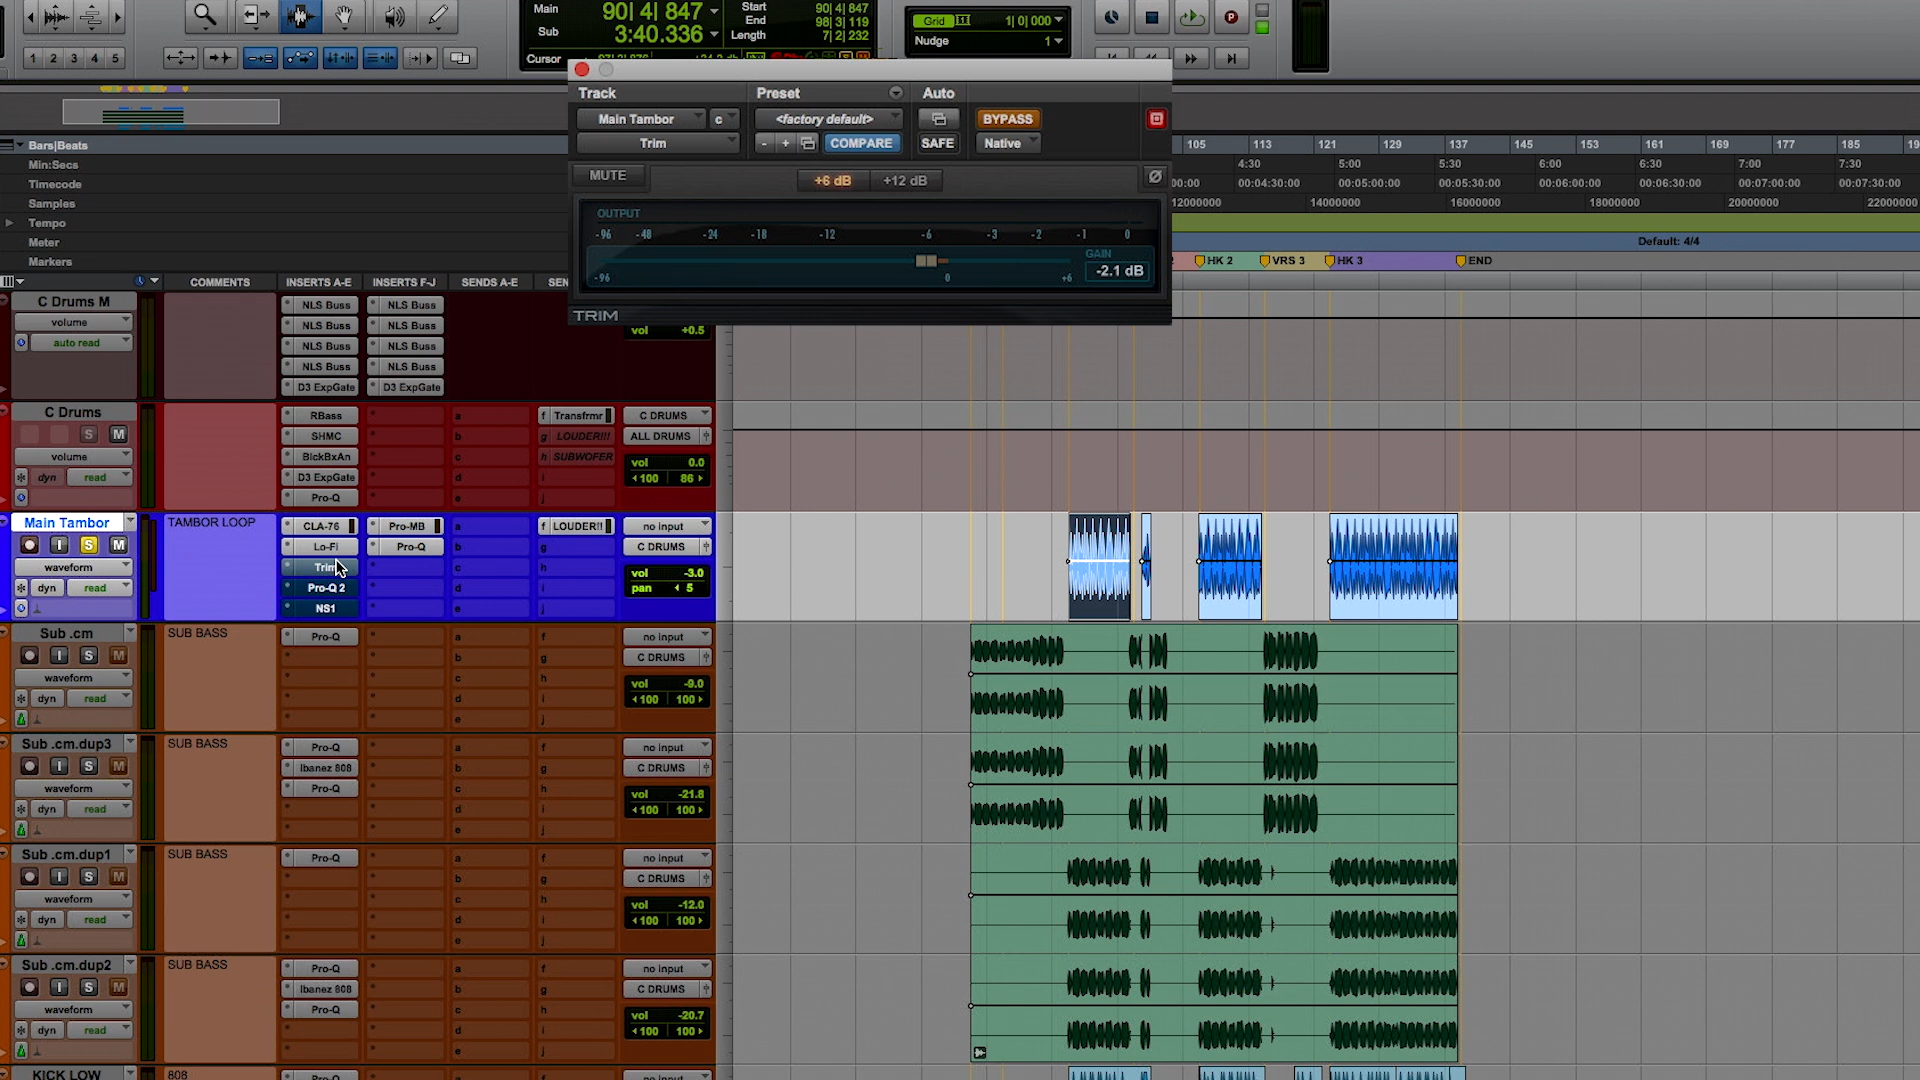 Main 90| 4| 847
Sub 3:40.336
Start 90| 4| 847
End 98| 3| 119
Length 7| 2| 232
Cursor
Grid 1| 0| 000
Nudge 1
1 2 3 4 5
Track Preset Auto
Main Tambor c <factory default> BYPASS
Trim - + COMPARE SAFE Native
MUTE +6 dB +12 dB
OUTPUT
-96 -48 -24 -18 -12 -6 -3 -2 -1 0
GAIN
-2.1 dB
-96 0 +6
TRIM
Bars|Beats
Min:Secs
Timecode
Samples
Tempo
Meter
Markers
105 113 121 129 137 145 153 161 169 177 185
4:30 5:00 5:30 6:00 6:30 7:00 7:30
00:04:30:00 00:05:00:00 00:05:30:00 00:06:00:00 00:06:30:00 00:07:00:00 00:07:30:00
12000000 14000000 16000000 18000000 20000000 22000000
Default: 4/4
HK 2 VRS 3 HK 3 END
COMMENTS INSERTS A-E INSERTS F-J SENDS A-E SEN
C Drums M
volume
auto read
NLS Buss NLS Buss
NLS Buss NLS Buss
NLS Buss NLS Buss
NLS Buss NLS Buss
D3 ExpGate D3 ExpGate
vol +0.5
C Drums
S M
volume
dyn read
RBass
SHMC
BlckBxAn
D3 ExpGate
Pro-Q
a
b
c
d
e
f Transfrmr
g LOUDER!!!
h SUBWOFER
i
j
C DRUMS
ALL DRUMS
vol 0.0
100 86
Main Tambor
I S M
waveform
dyn read
TAMBOR LOOP
CLA-76 Pro-MB
Lo-Fi Pro-Q
Trim
Pro-Q 2
NS1
a
b
c
d
e
f LOUDER!!
g
h
i
j
no input
C DRUMS
vol -3.0
pan 5
Sub .cm
I S M
waveform
dyn read
SUB BASS
Pro-Q
a
b
c
d
e
f
g
h
i
j
no input
C DRUMS
vol -9.0
100 100
Sub .cm.dup3
I S M
waveform
dyn read
SUB BASS
Pro-Q
Ibanez 808
Pro-Q
a
b
c
d
e
f
g
h
i
j
no input
C DRUMS
vol -21.8
100 100
Sub .cm.dup1
I S M
waveform
dyn read
SUB BASS
Pro-Q
a
b
c
d
e
f
g
h
i
j
no input
C DRUMS
vol -12.0
100 100
Sub .cm.dup2
I S M
waveform
dyn read
SUB BASS
Pro-Q
Ibanez 808
Pro-Q
a
b
c
d
e
f
g
h
i
j
no input
C DRUMS
vol -20.7
100 100
KICK LOW
808
Pro-Q
a
f
no input